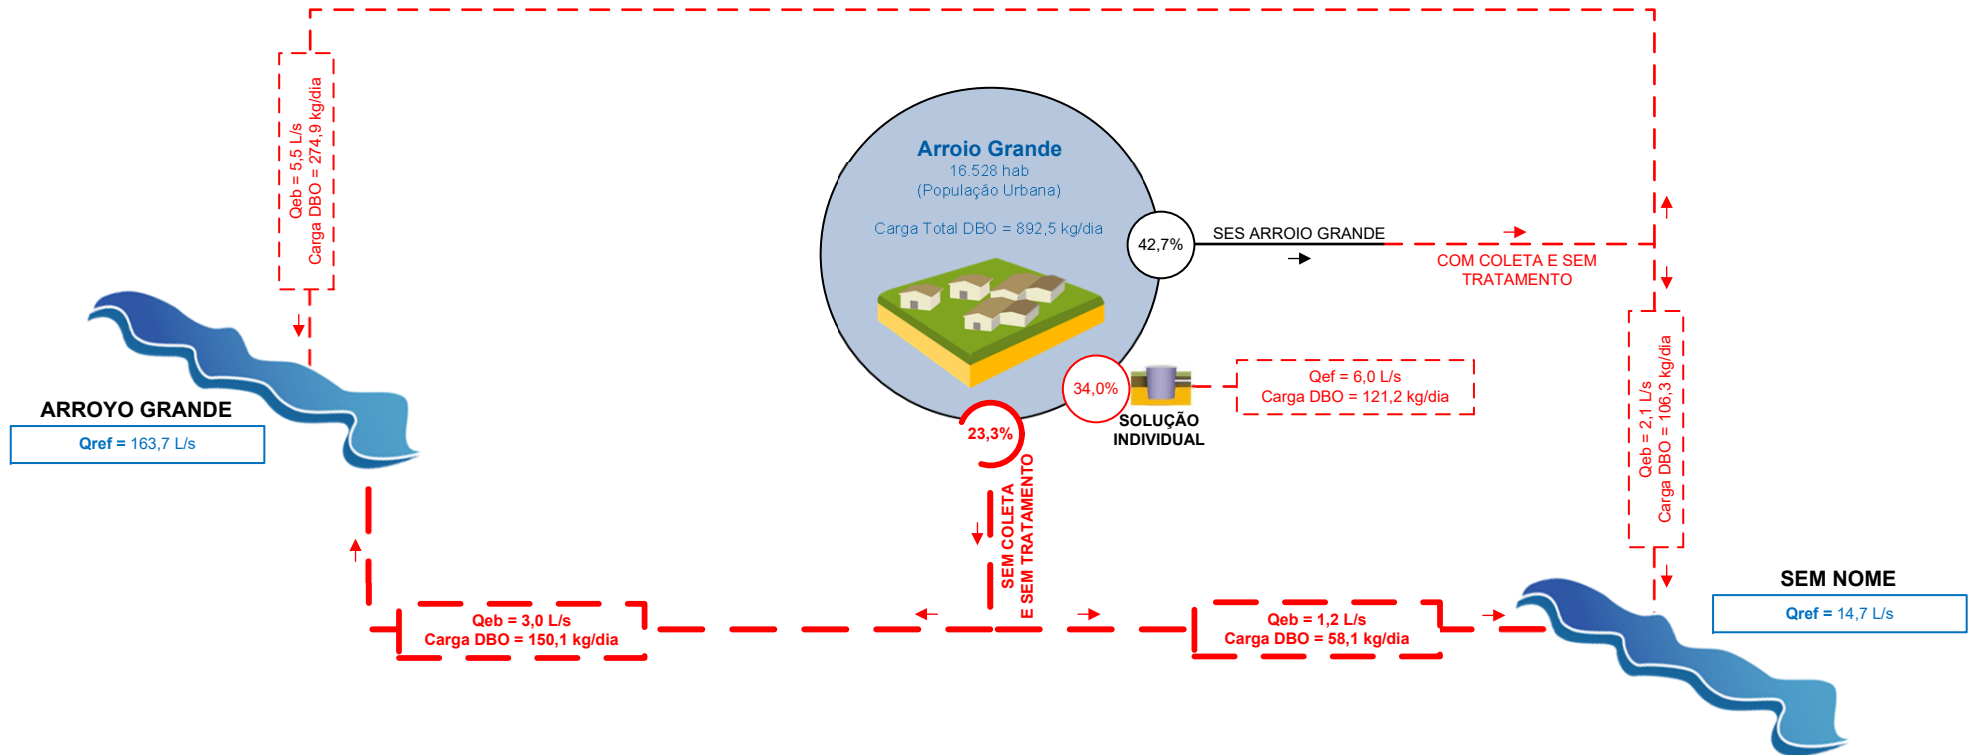 Qeb = 5,5 L/s
Carga DBO = 274,9 kg/dia
Arroio Grande
16.528 hab
(População Urbana)
Carga Total DBO = 892,5 kg/dia
42,7%
SES ARROIO GRANDE
COM COLETA E SEM
TRATAMENTO
34,0%
SOLUÇÃO
INDIVIDUAL
Qef = 6,0 L/s
Carga DBO = 121,2 kg/dia
Qeb = 2,1 L/s
Carga DBO = 106,3 kg/dia
ARROYO GRANDE
Qref = 163,7 L/s
23,3%
SEM COLETA
E SEM TRATAMENTO
Qeb = 3,0 L/s
Carga DBO = 150,1 kg/dia
Qeb = 1,2 L/s
Carga DBO = 58,1 kg/dia
SEM NOME
Qref = 14,7 L/s